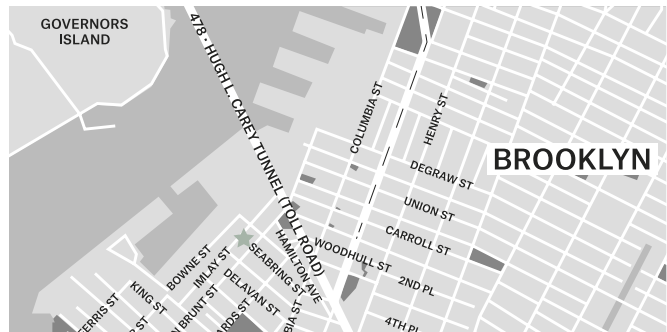 GOVERNORS
ISLAND
478 · HUGH L. CAREY TUNNEL (TOLL ROAD)
COLUMBIA ST
HENRY ST
BROOKLYN
DEGRAW ST
UNION ST
CARROLL ST
WOODHULL ST
2ND PL
4TH PL
HAMILTON AVE
SEABRING ST
BOWNE ST
IMLAY ST
DELAVAN ST
KING ST